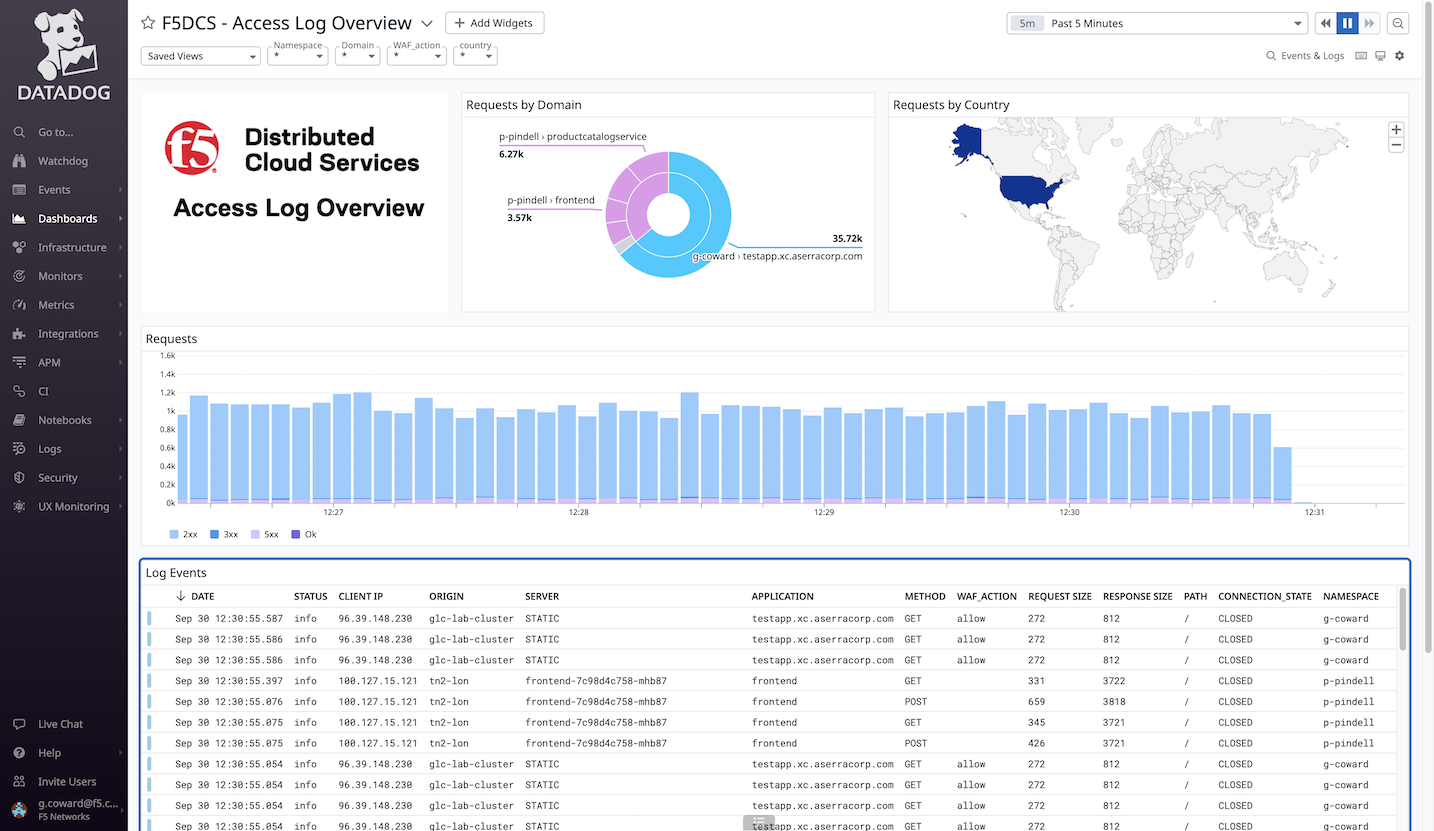 DATADOG
Go to...
Watchdog
Events
Dashboards
Infrastructure
Monitors
Metrics
Integrations
APM
CI
Notebooks
Logs
Security
UX Monitoring
Live Chat
Help
Invite Users
g.coward@f5.c...
F5 Networks
F5DCS - Access Log Overview
+ Add Widgets
5m Past 5 Minutes
Saved Views
Namespace
*
Domain
*
WAF_action
*
country
*
Events & Logs
f5 Distributed
Cloud Services
Access Log Overview
Requests by Domain
p-pindell › productcatalogservice
6.27k
p-pindell › frontend
3.57k
35.72k
g-coward › testapp.xc.aserracorp.com
Requests by Country
+
−
Requests
1.6k
1.4k
1.2k
1k
0.8k
0.6k
0.4k
0.2k
0k
12:27 12:28 12:29 12:30 12:31
2xx 3xx 5xx Ok
Log Events
↓ DATE STATUS CLIENT IP ORIGIN SERVER APPLICATION METHOD WAF_ACTION REQUEST SIZE RESPONSE SIZE PATH CONNECTION_STATE NAMESPACE
Sep 30 12:30:55.587 info 96.39.148.230 glc-lab-cluster STATIC testapp.xc.aserracorp.com GET allow 272 812 / CLOSED g-coward
Sep 30 12:30:55.586 info 96.39.148.230 glc-lab-cluster STATIC testapp.xc.aserracorp.com GET allow 272 812 / CLOSED g-coward
Sep 30 12:30:55.586 info 96.39.148.230 glc-lab-cluster STATIC testapp.xc.aserracorp.com GET allow 272 812 / CLOSED g-coward
Sep 30 12:30:55.397 info 100.127.15.121 tn2-lon frontend-7c98d4c758-mhb87 frontend GET 331 3722 / CLOSED p-pindell
Sep 30 12:30:55.076 info 100.127.15.121 tn2-lon frontend-7c98d4c758-mhb87 frontend POST 659 3818 / CLOSED p-pindell
Sep 30 12:30:55.075 info 100.127.15.121 tn2-lon frontend-7c98d4c758-mhb87 frontend GET 345 3721 / CLOSED p-pindell
Sep 30 12:30:55.075 info 100.127.15.121 tn2-lon frontend-7c98d4c758-mhb87 frontend POST 426 3721 / CLOSED p-pindell
Sep 30 12:30:55.054 info 96.39.148.230 glc-lab-cluster STATIC testapp.xc.aserracorp.com GET allow 272 812 / CLOSED g-coward
Sep 30 12:30:55.054 info 96.39.148.230 glc-lab-cluster STATIC testapp.xc.aserracorp.com GET allow 272 812 / CLOSED g-coward
Sep 30 12:30:55.054 info 96.39.148.230 glc-lab-cluster STATIC testapp.xc.aserracorp.com GET allow 272 812 / CLOSED g-coward
Sep 30 12:30:55.054 info 96.39.148.230 glc-lab-cluster STATIC testapp.xc.aserracorp.com GET allow 272 812 / CLOSED g-coward